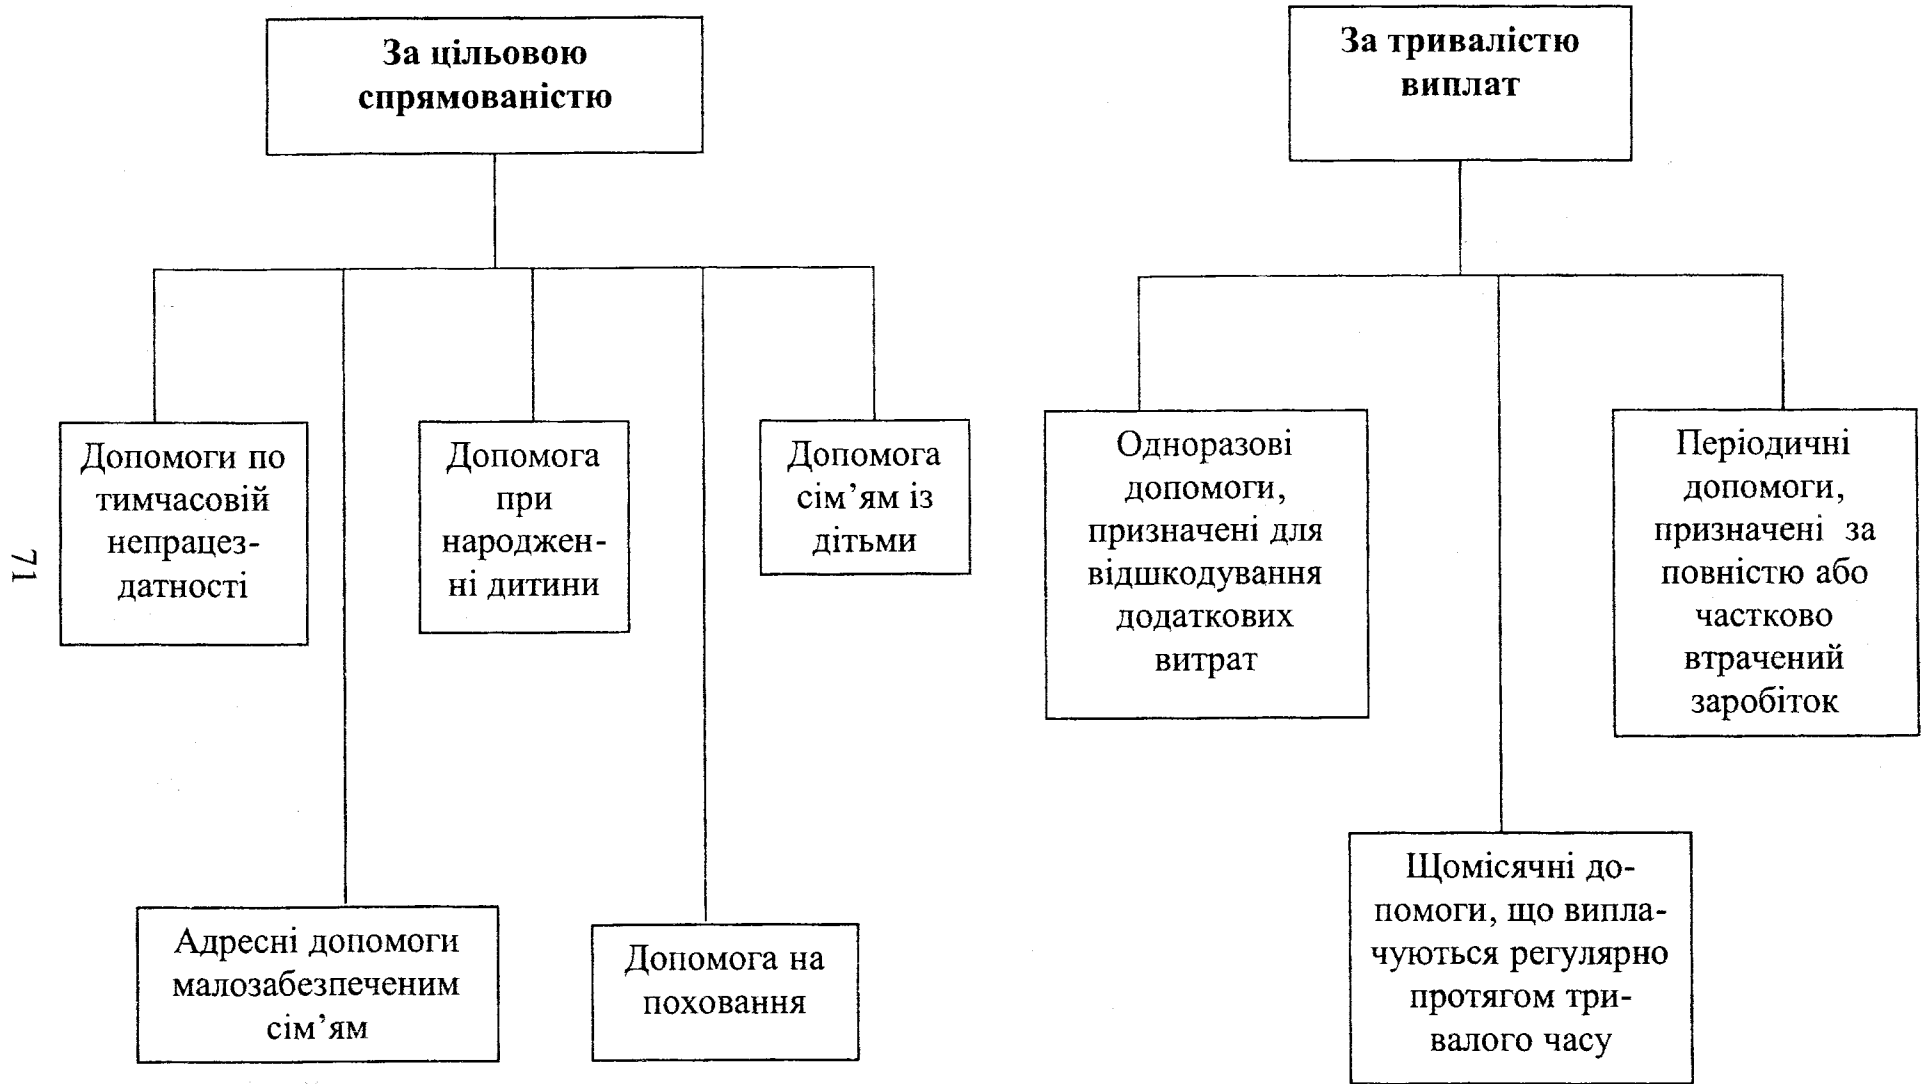 За цільовою
спрямованістю
За тривалістю
виплат
Допомоги по
тимчасовій
непрацез-
датності
Допомога
при
народжен-
ні дитини
Допомога
сім’ям із
дітьми
Одноразові
допомоги,
призначені для
відшкодування
додаткових
витрат
Періодичні
допомоги,
призначені за
повністю або
частково
втрачений
заробіток
Адресні допомоги
малозабезпеченим
сім’ям
Допомога на
поховання
Щомісячні до-
помоги, що випла-
чуються регулярно
протягом три-
валого часу
71